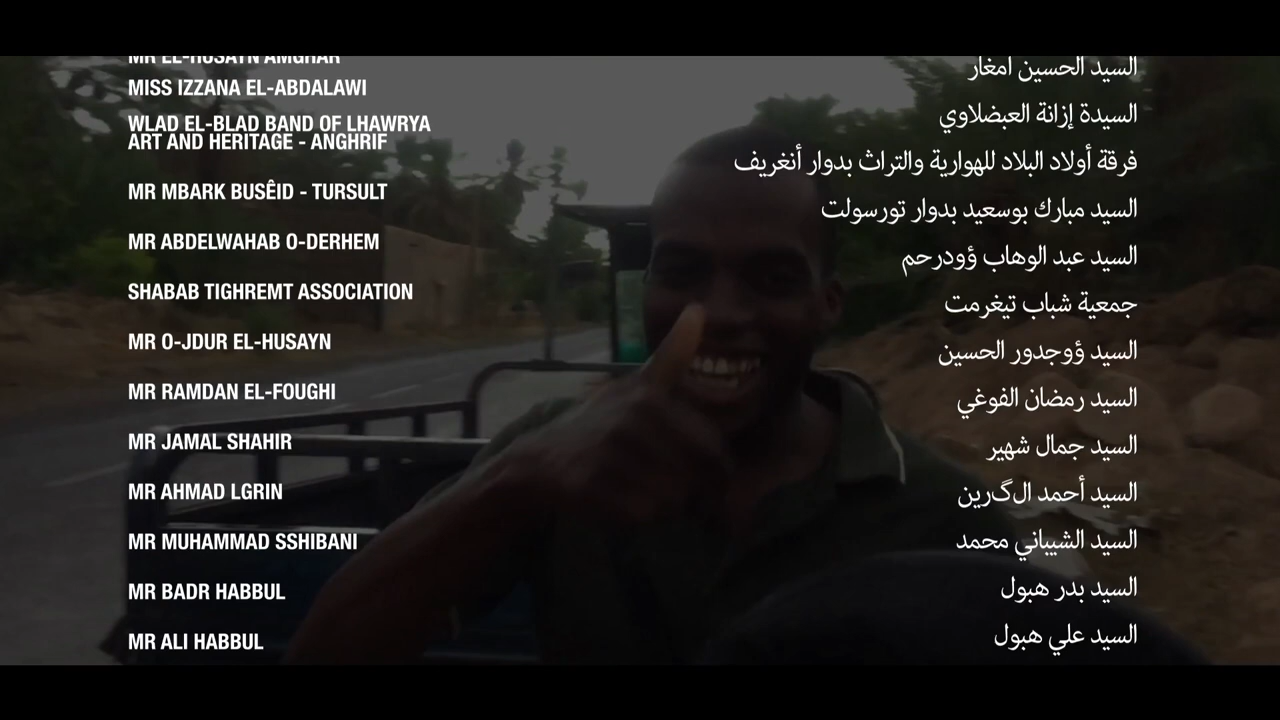 MR EL-HUSAYN AMGHAR
MISS IZZANA EL-ABDALAWI
WLAD EL-BLAD BAND OF LHAWRYA
ART AND HERITAGE - ANGHRIF
MR MBARK BUSÊID - TURSULT
MR ABDELWAHAB O-DERHEM
SHABAB TIGHREMT ASSOCIATION
MR O-JDUR EL-HUSAYN
MR RAMDAN EL-FOUGHI
MR JAMAL SHAHIR
MR AHMAD LGRIN
MR MUHAMMAD SSHIBANI
MR BADR HABBUL
MR ALI HABBUL
السيد الحسين امغار
السيدة إزانة العبضلاوي
فرقة أولاد البلاد للهوارية والتراث بدوار أنغريف
السيد مبارك بوسعيد بدوار تورسولت
السيد عبد الوهاب ؤودرحم
جمعية شباب تيغرمت
السيد ؤوجدور الحسين
السيد رمضان الفوغي
السيد جمال شهير
السيد أحمد الگرين
السيد الشيباني محمد
السيد بدر هبول
السيد علي هبول